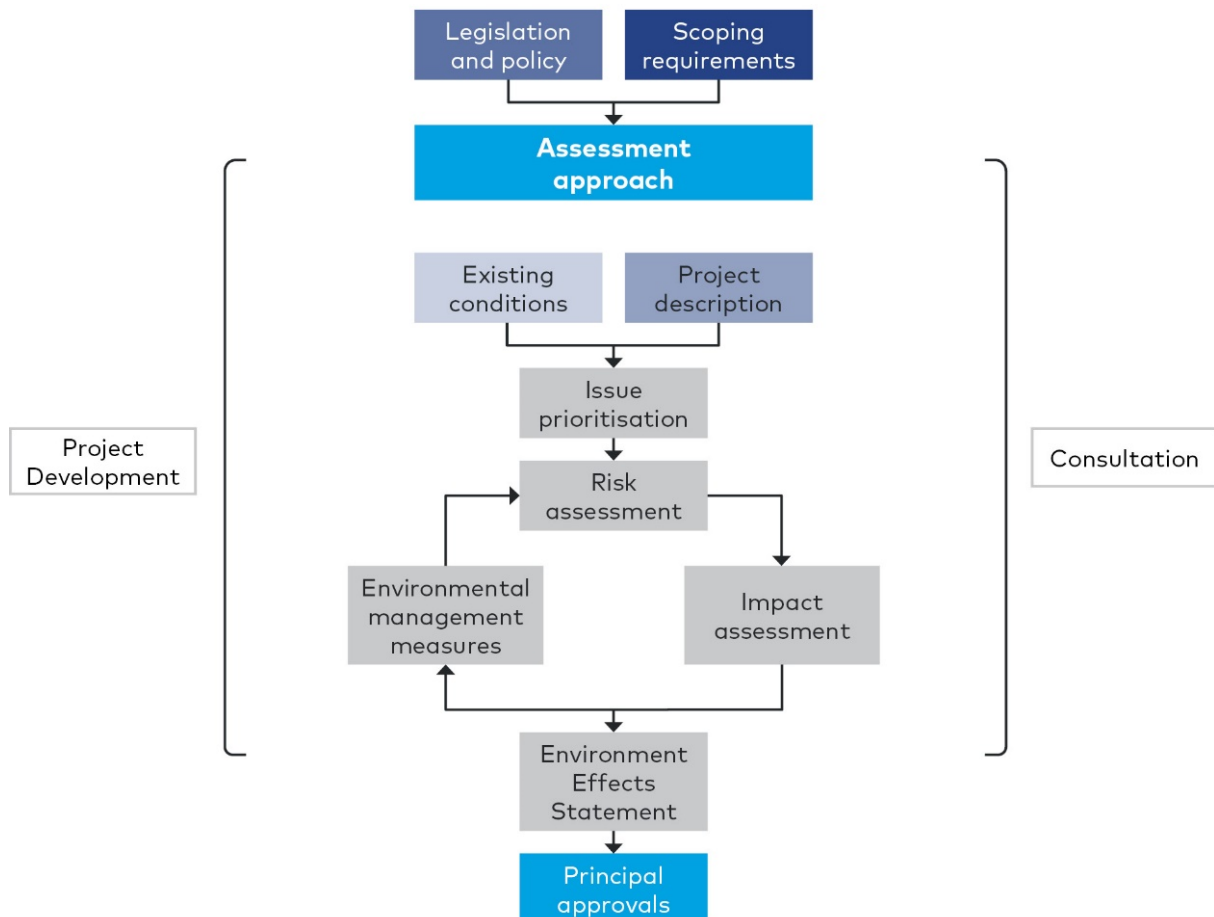 Legislation
and policy
Scoping
requirements
Assessment
approach
Existing
conditions
Project
description
Issue
prioritisation
Project
Development
Risk
assessment
Consultation
Environmental
management
measures
Impact
assessment
Environment
Effects
Statement
Principal
approvals